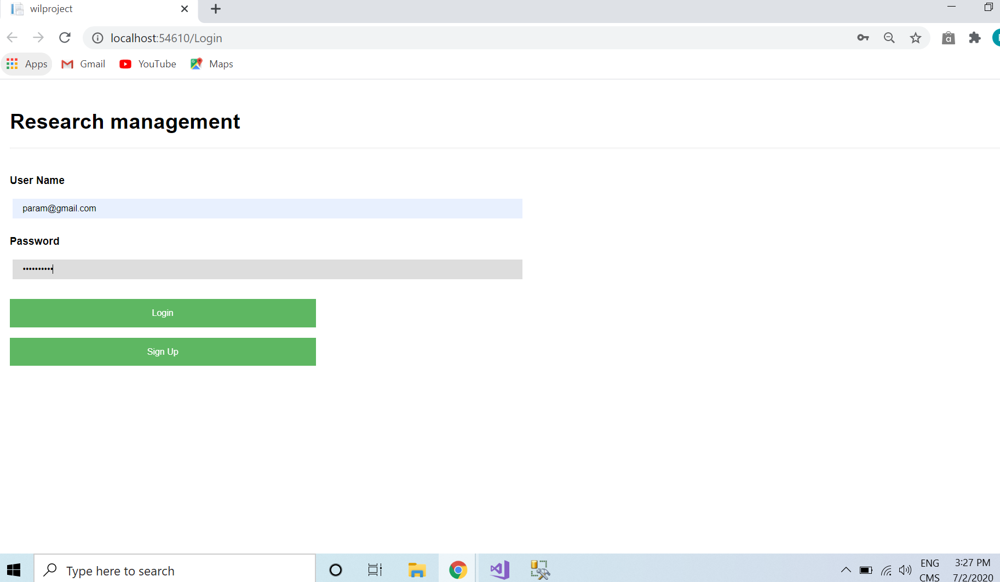 wilproject
localhost:54610/Login
Apps Gmail YouTube Maps
Research management
User Name
param@gmail.com
Password
Login
Sign Up
Type here to search
ENG 3:27 PM
CMS 7/2/2020